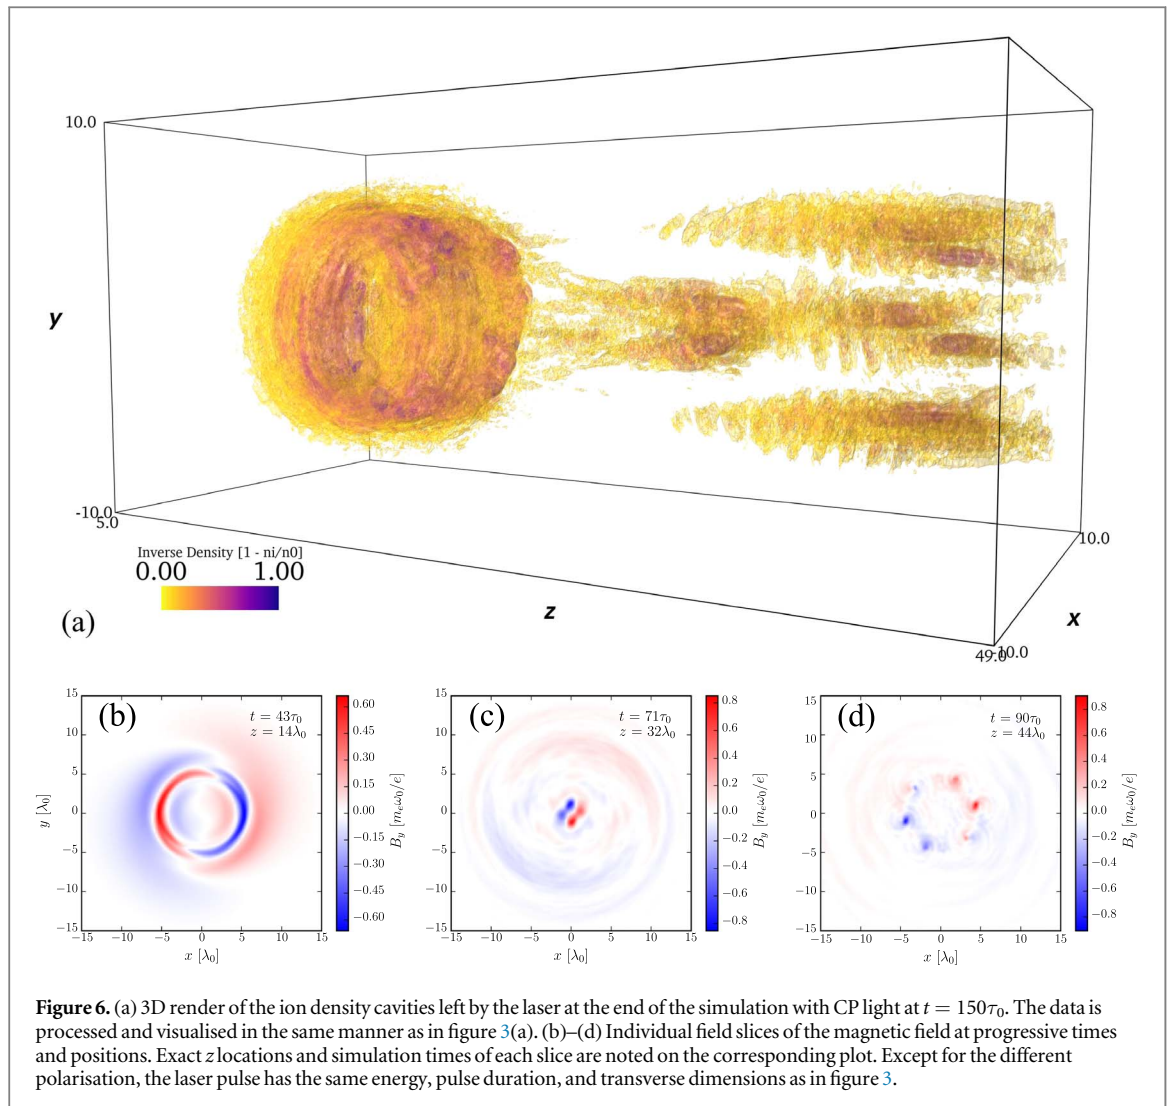 10.0
y
-10.0
5.0
Inverse Density [1 - ni/n0]
0.00 1.00
(a)
z
x
10.0
49.0
-10.0
(b)
t = 43τ₀
z = 14λ₀
15
10
5
0
−5
−10
−15
y [λ₀]
−15 −10 −5 0 5 10 15
x [λ₀]
0.60
0.45
0.30
0.15
0.00
−0.15
−0.30
−0.45
−0.60
B_y [m_eω₀/e]
(c)
t = 71τ₀
z = 32λ₀
15
10
5
0
−5
−10
−15
−15 −10 −5 0 5 10 15
x [λ₀]
0.8
0.6
0.4
0.2
0.0
−0.2
−0.4
−0.6
−0.8
B_y [m_eω₀/e]
(d)
t = 90τ₀
z = 44λ₀
15
10
5
0
−5
−10
−15
−15 −10 −5 0 5 10 15
x [λ₀]
0.8
0.6
0.4
0.2
0.0
−0.2
−0.4
−0.6
−0.8
B_y [m_eω₀/e]
Figure 6. (a) 3D render of the ion density cavities left by the laser at the end of the simulation with CP light at t = 150τ₀. The data is
processed and visualised in the same manner as in figure 3(a). (b)–(d) Individual field slices of the magnetic field at progressive times
and positions. Exact z locations and simulation times of each slice are noted on the corresponding plot. Except for the different
polarisation, the laser pulse has the same energy, pulse duration, and transverse dimensions as in figure 3.